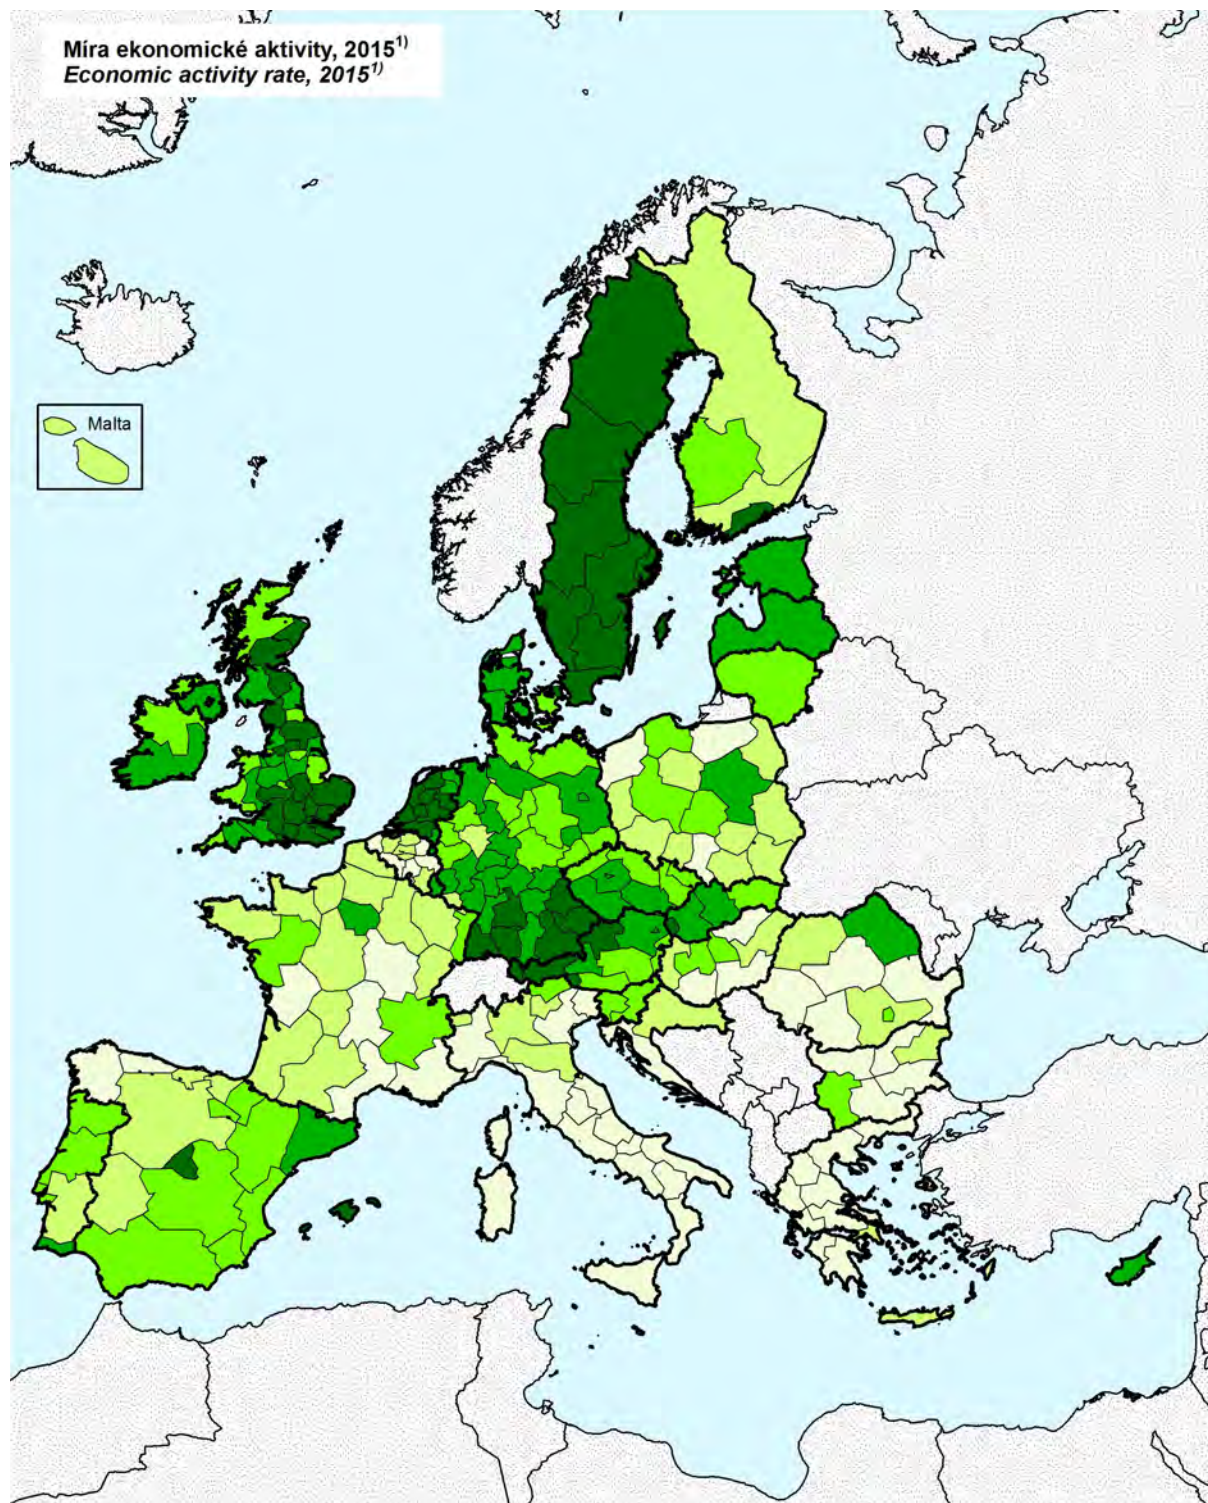 Míra ekonomické aktivity, 2015¹⁾
Economic activity rate, 2015¹⁾
Malta